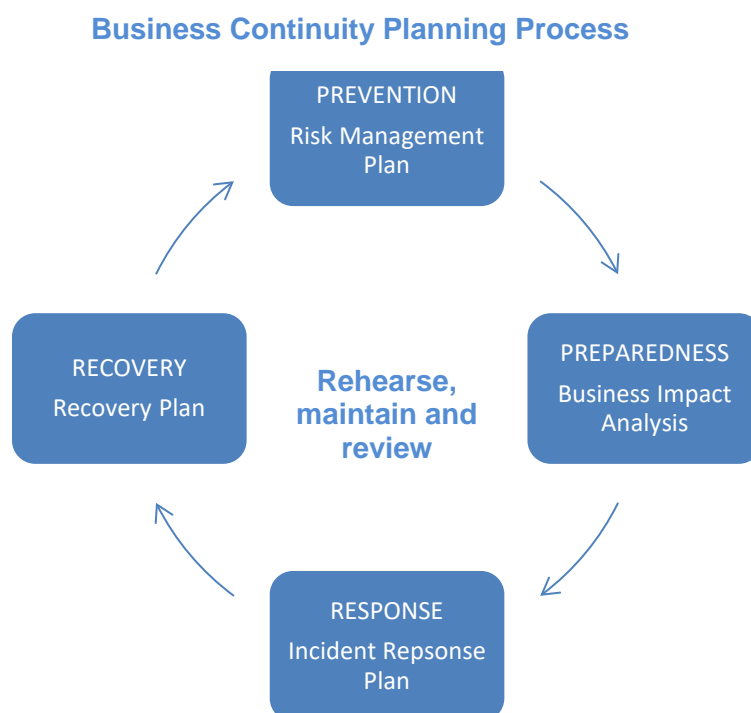 Business Continuity Planning Process
PREVENTION
Risk Management
Plan
PREPAREDNESS
Business Impact
Analysis
RECOVERY
Recovery Plan
Rehearse,
maintain and
review
RESPONSE
Incident Repsonse
Plan